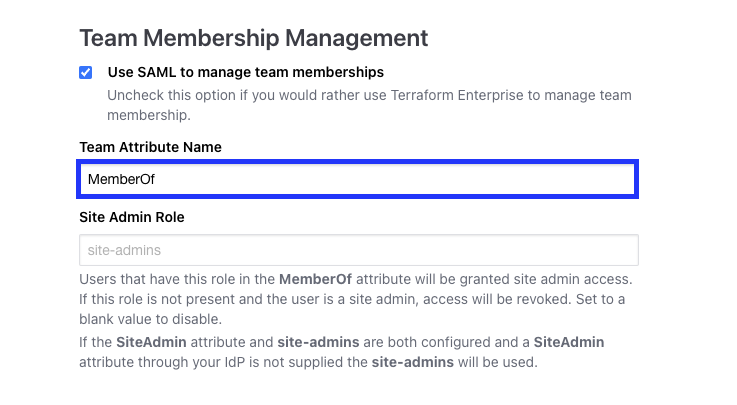 Team Membership Management
Use SAML to manage team memberships
Uncheck this option if you would rather use Terraform Enterprise to manage team
membership.
Team Attribute Name
MemberOf
Site Admin Role
site-admins
Users that have this role in the MemberOf attribute will be granted site admin access.
If this role is not present and the user is a site admin, access will be revoked. Set to a
blank value to disable.
If the SiteAdmin attribute and site-admins are both configured and a SiteAdmin
attribute through your IdP is not supplied the site-admins will be used.